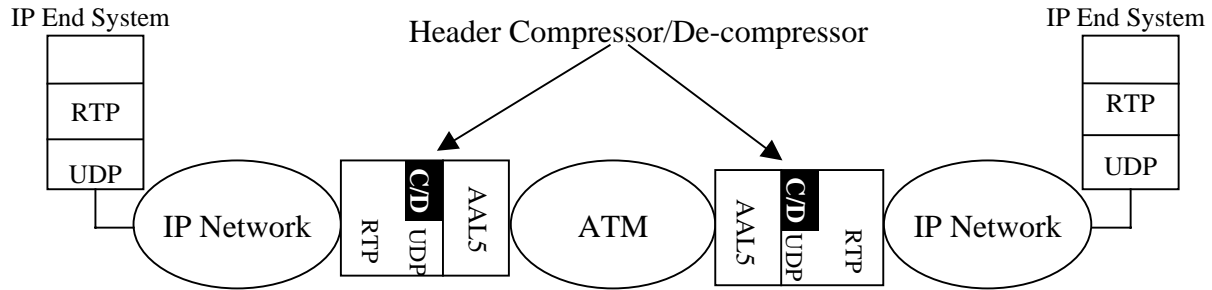 IP End System
IP End System
Header Compressor/De-compressor
RTP
UDP
RTP
UDP
IP Network
RTP
C/D
UDP
AAL5
ATM
AAL5
C/D
UDP
RTP
IP Network